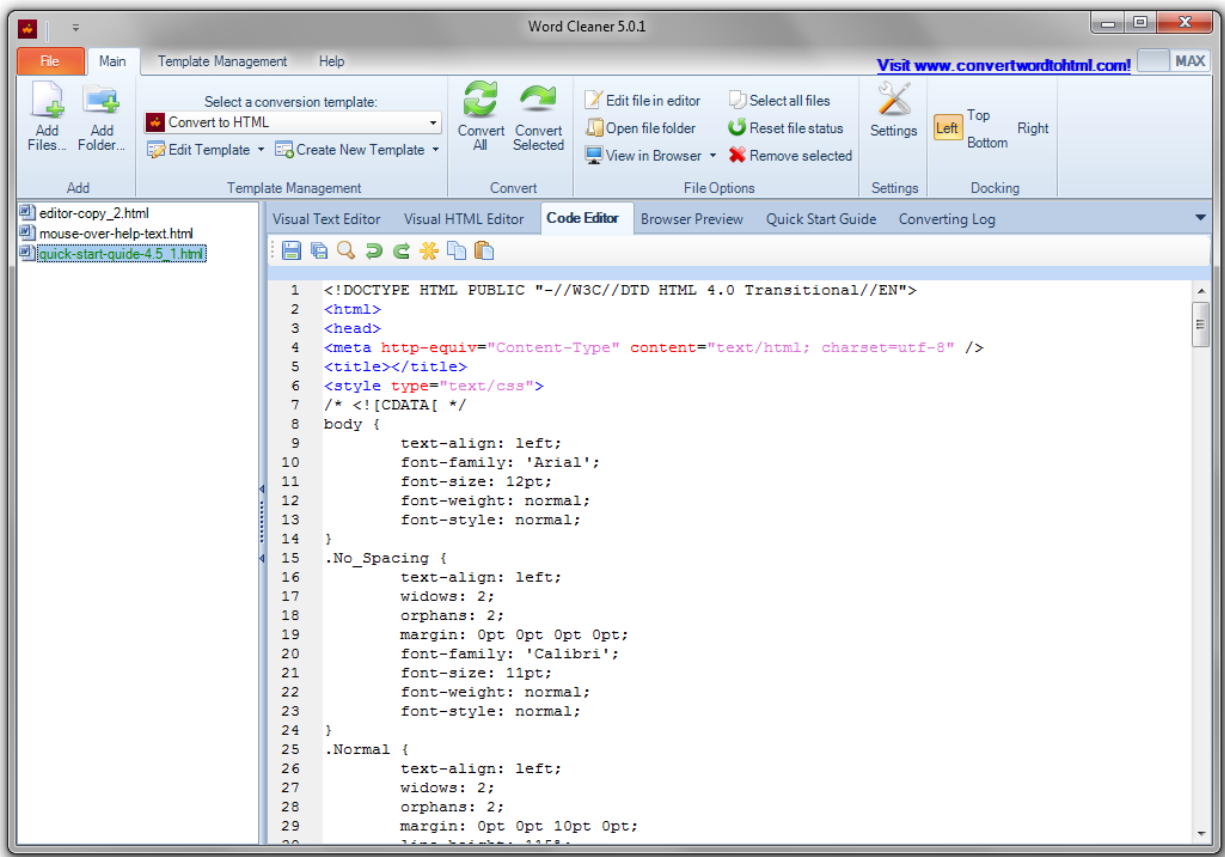 Word Cleaner 5.0.1
File Main Template Management Help Visit www.convertwordtohtml.com! MAX
Add Files...
Add Folder...
Add
Select a conversion template:
Convert to HTML
Edit Template Create New Template
Template Management
Convert All
Convert Selected
Convert
Edit file in editor Select all files
Open file folder Reset file status
View in Browser Remove selected
File Options
Settings
Settings
Left Top Bottom Right
Docking
editor-copy_2.html
mouse-over-help-text.html
quick-start-guide-4.5_1.html
Visual Text Editor Visual HTML Editor Code Editor Browser Preview Quick Start Guide Converting Log
1 <!DOCTYPE HTML PUBLIC "-//W3C//DTD HTML 4.0 Transitional//EN">
2 <html>
3 <head>
4 <meta http-equiv="Content-Type" content="text/html; charset=utf-8" />
5 <title></title>
6 <style type="text/css">
7 /* <![CDATA[ */
8 body {
9 text-align: left;
10 font-family: 'Arial';
11 font-size: 12pt;
12 font-weight: normal;
13 font-style: normal;
14 }
15 .No_Spacing {
16 text-align: left;
17 widows: 2;
18 orphans: 2;
19 margin: 0pt 0pt 0pt 0pt;
20 font-family: 'Calibri';
21 font-size: 11pt;
22 font-weight: normal;
23 font-style: normal;
24 }
25 .Normal {
26 text-align: left;
27 widows: 2;
28 orphans: 2;
29 margin: 0pt 0pt 10pt 0pt;